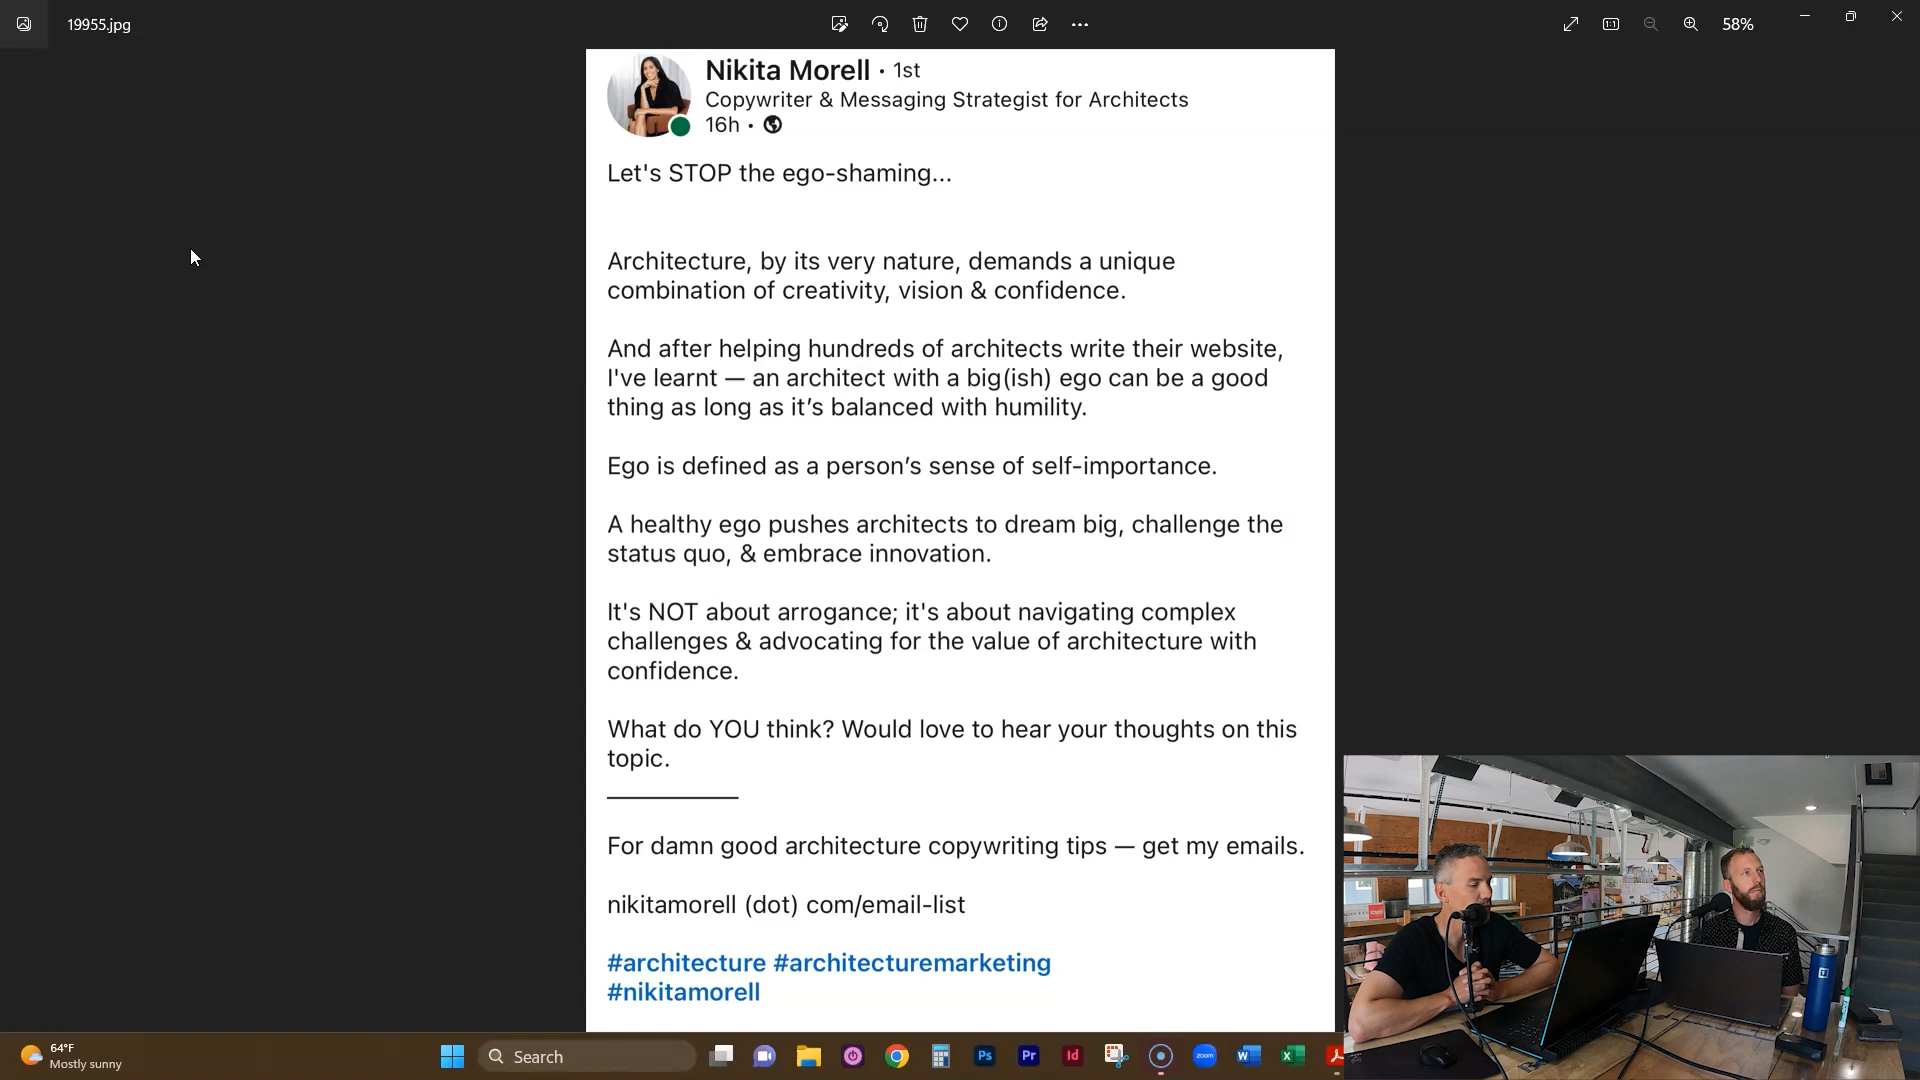 19955.jpg
58%
Nikita Morell · 1st
Copywriter & Messaging Strategist for Architects
16h ·
Let's STOP the ego-shaming...
Architecture, by its very nature, demands a unique
combination of creativity, vision & confidence.
And after helping hundreds of architects write their website,
I've learnt — an architect with a big(ish) ego can be a good
thing as long as it’s balanced with humility.
Ego is defined as a person’s sense of self-importance.
A healthy ego pushes architects to dream big, challenge the
status quo, & embrace innovation.
It's NOT about arrogance; it's about navigating complex
challenges & advocating for the value of architecture with
confidence.
What do YOU think? Would love to hear your thoughts on this
topic.
For damn good architecture copywriting tips — get my emails.
nikitamorell (dot) com/email-list
#architecture #architecturemarketing
#nikitamorell
64°F
Mostly sunny
Search
Ps
Pr
Id
zoom
W
X